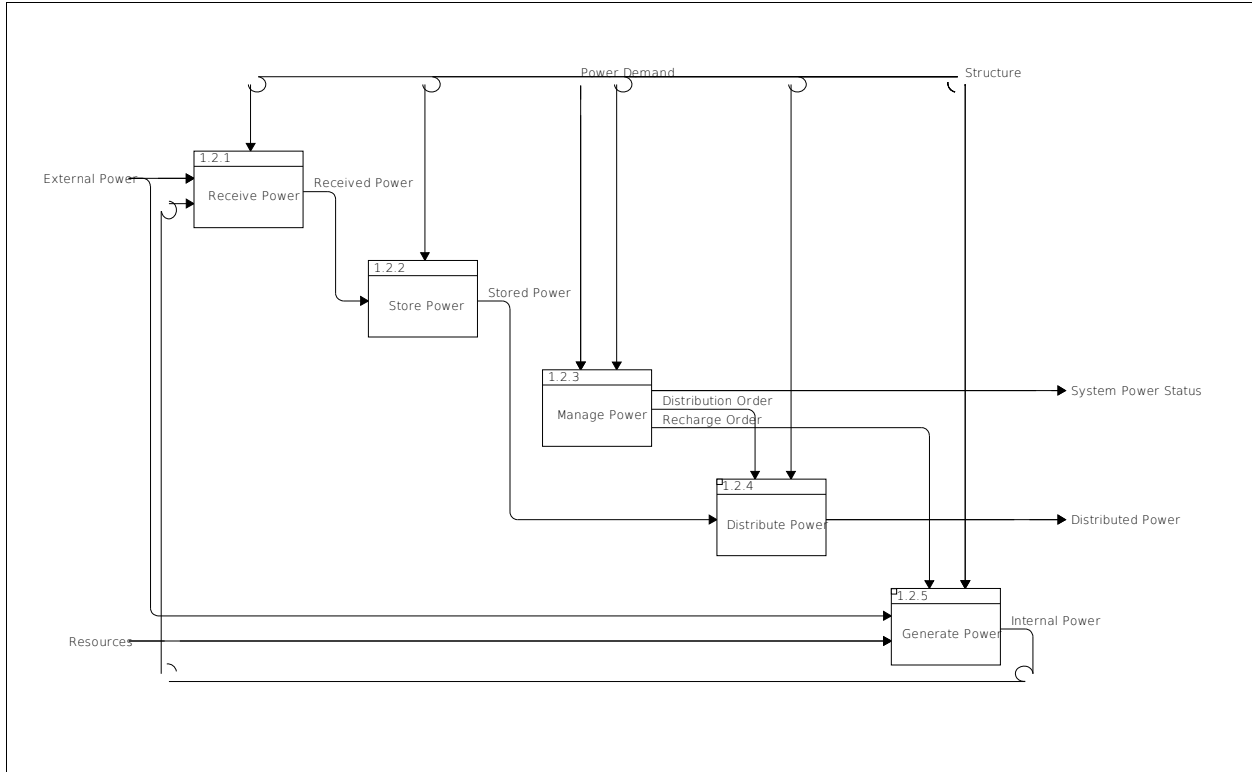 Power Demand
Structure
1.2.1
External Power
Receive Power
Received Power
1.2.2
Store Power
Stored Power
1.2.3
Manage Power
System Power Status
Distribution Order
Recharge Order
1.2.4
Distribute Power
Distributed Power
1.2.5
Generate Power
Internal Power
Resources